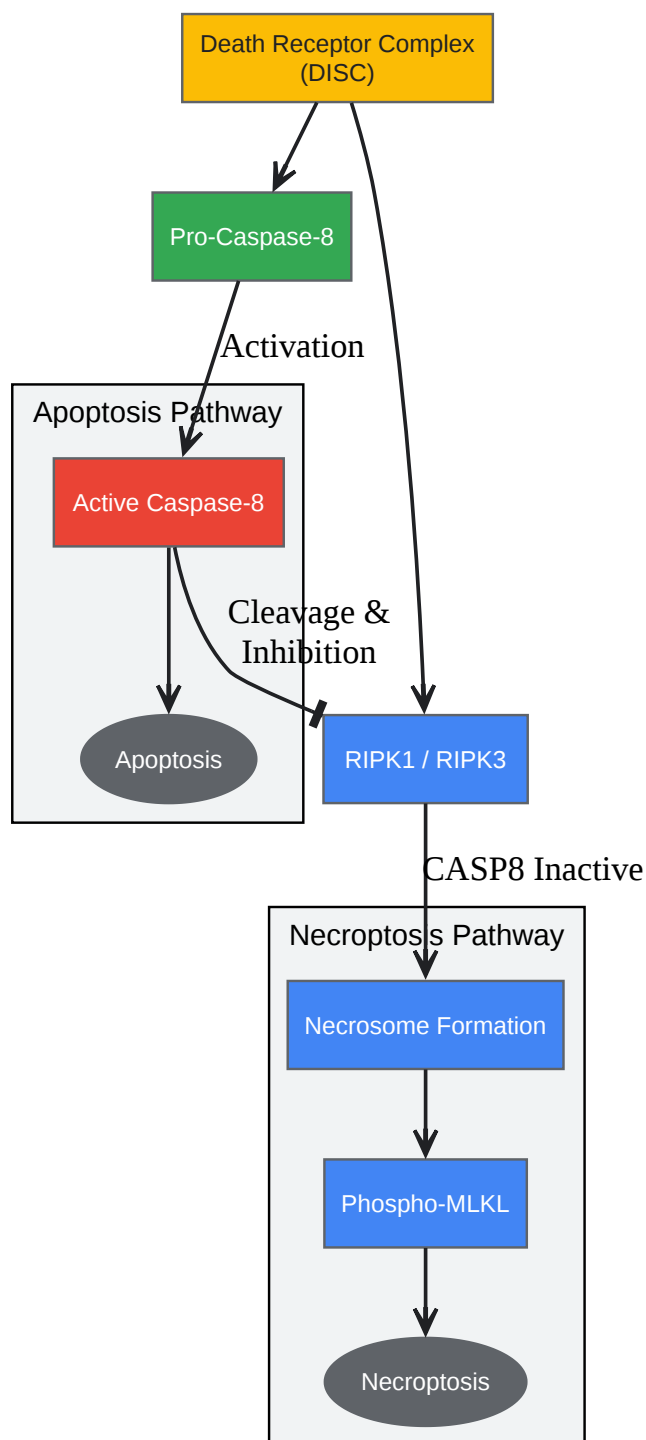 Death Receptor Complex
(DISC)
Pro-Caspase-8
Activation
Apoptosis Pathway
Active Caspase-8
Cleavage &
Inhibition
Apoptosis
RIPK1 / RIPK3
CASP8 Inactive
Necroptosis Pathway
Necrosome Formation
Phospho-MLKL
Necroptosis